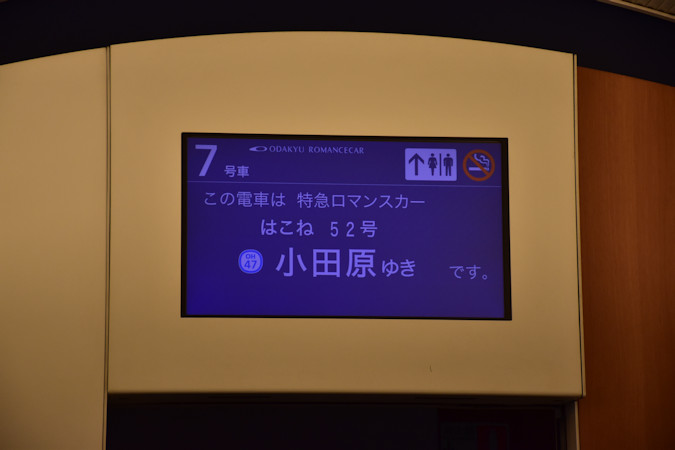 7号車 ODAKYU ROMANCECAR
この電車は 特急ロマンスカー
はこね 52号
OH 47 小田原ゆき です。